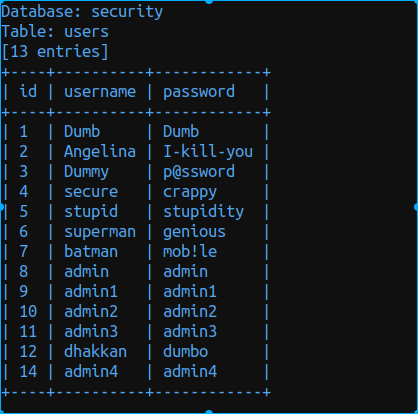 Database: security
Table: users
[13 entries]
+----+----------+------------+
| id | username | password   |
+----+----------+------------+
| 1  | Dumb     | Dumb       |
| 2  | Angelina | I-kill-you |
| 3  | Dummy    | p@ssword   |
| 4  | secure   | crappy     |
| 5  | stupid   | stupidity  |
| 6  | superman | genious    |
| 7  | batman   | mob!le     |
| 8  | admin    | admin      |
| 9  | admin1   | admin1     |
| 10 | admin2   | admin2     |
| 11 | admin3   | admin3     |
| 12 | dhakkan  | dumbo      |
| 14 | admin4   | admin4     |
+----+----------+------------+